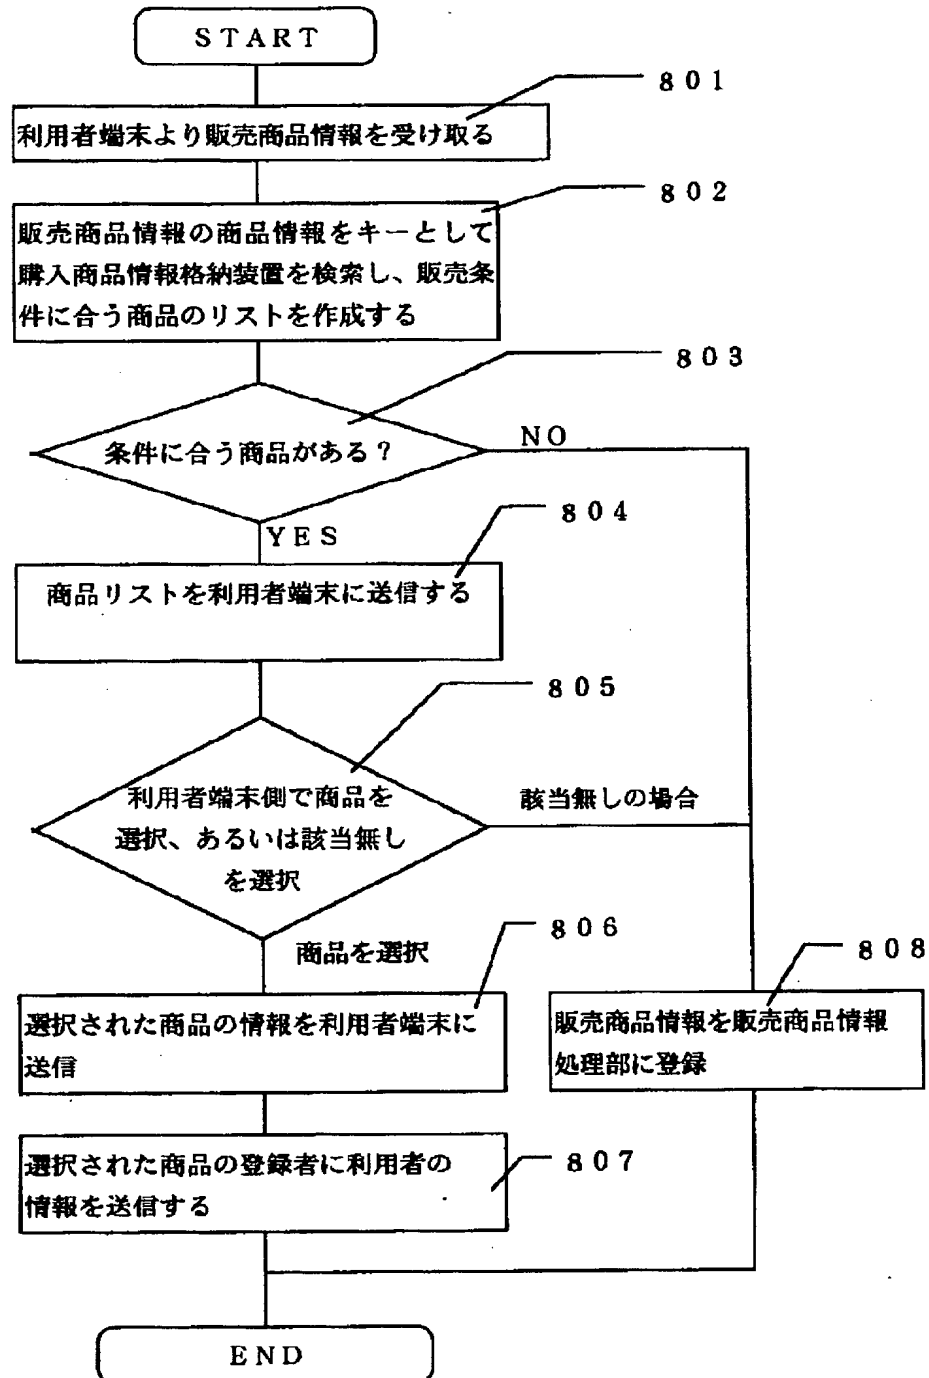 START
801
利用者端末より販売商品情報を受け取る
802
販売商品情報の商品情報をキーとして
購入商品情報格納装置を検索し、販売条
件に合う商品のリストを作成する
803
条件に合う商品がある？
NO
YES
804
商品リストを利用者端末に送信する
805
利用者端末側で商品を
選択、あるいは該当無し
を選択
該当無しの場合
商品を選択
806
選択された商品の情報を利用者端末に
送信
808
販売商品情報を販売商品情報
処理部に登録
選択された商品の登録者に利用者の
情報を送信する
807
END